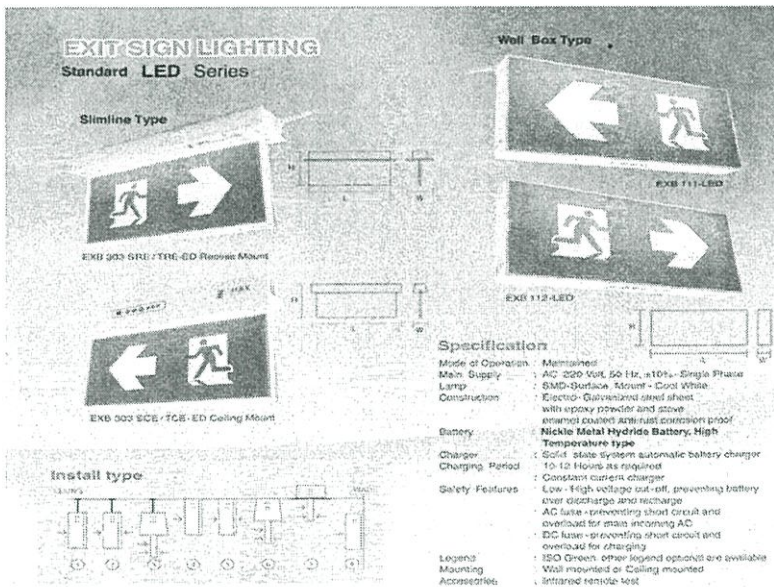 EXIT SIGN LIGHTING
Standard LED Series
Slimline Type
H
L
W
EXB 303 SRE / TRE-ED Recess Mount
MAX
H
L
W
EXB 303 SCE / TCE-ED Ceiling Mount
Install type
Wall Box Type
EXB 111-LED
EXB 112-LED
H
W
Specification
Mode of Operation : Maintained
Main Supply : AC 220 Volt, 50 Hz, ±10% Single Phase
Lamp : SMD-Surface Mount - Cool White
Construction : Electro-Galvanized steel sheet
with epoxy powder and stove
enamel coated antirust corrosion proof
Battery : Nickle Metal Hydride Battery, High
Temperature type
Charger : Solid state system automatic battery charger
Charging Period : 10-12 Hours as required
: Constant current charger
Safety Features : Low-High voltage cut-off, preventing battery
over discharge and recharge
: AC fuse-preventing short circuit and
overload for main incoming AC
: DC fuse-preventing short circuit and
overload for charging
Legend : ISO Green, other legend optional are available
Mounting : Wall mounted or Ceiling mounted
Accessories : Infrared remote test